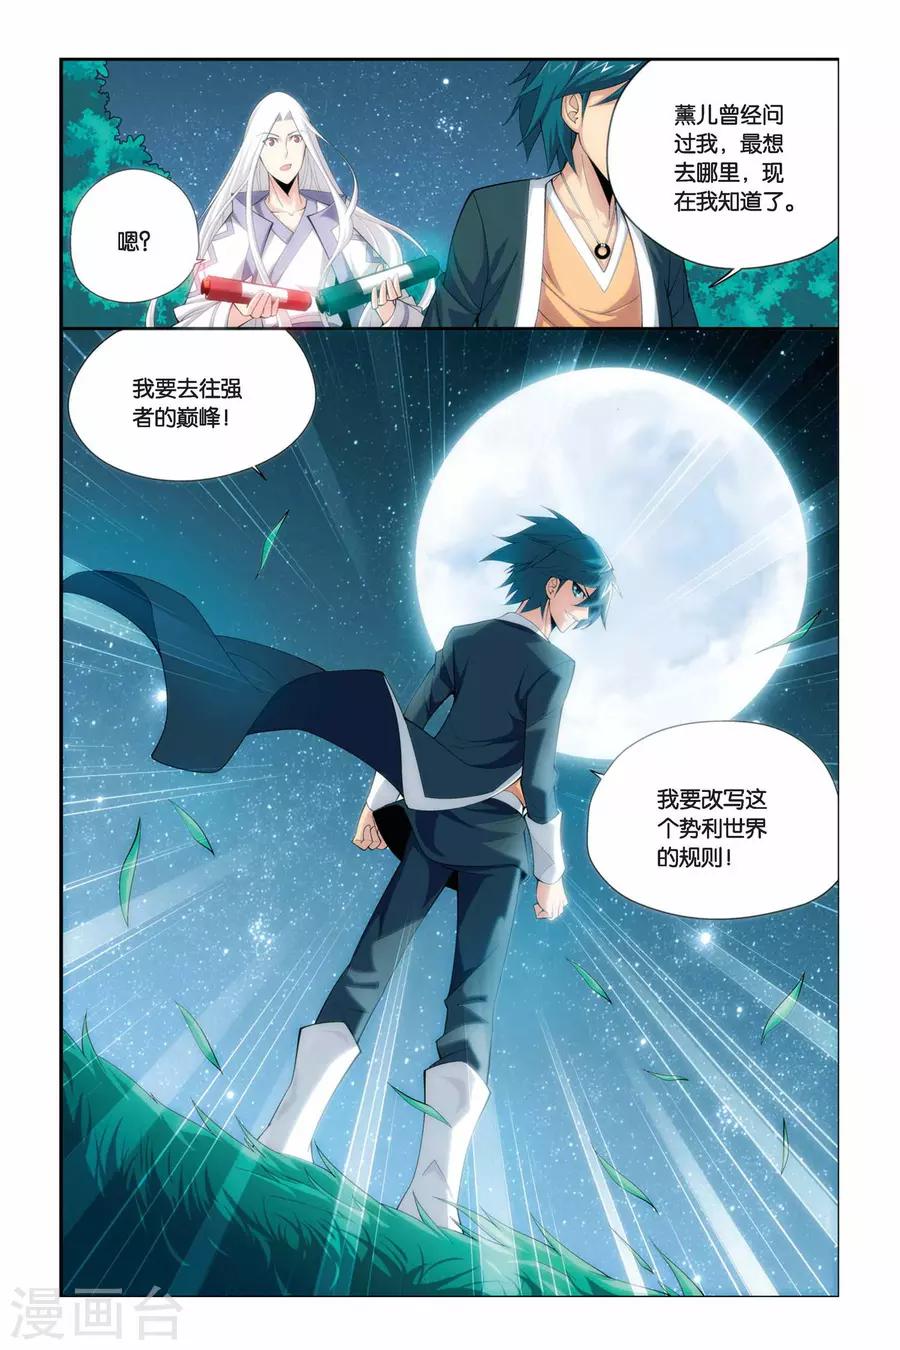 嗯？
薰儿曾经问
过我，最想
去哪里，现
在我知道了。
我要去往强
者的巅峰！
我要改写这
个势利世界
的规则！
漫画台